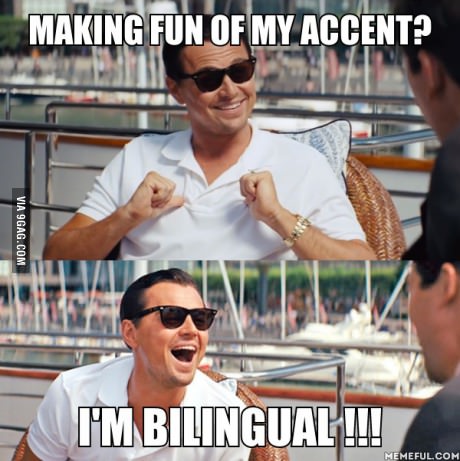 MAKING FUN OF MY ACCENT?
VIA 9GAG.COM
I'M BILINGUAL !!!
MEMEFUL.COM